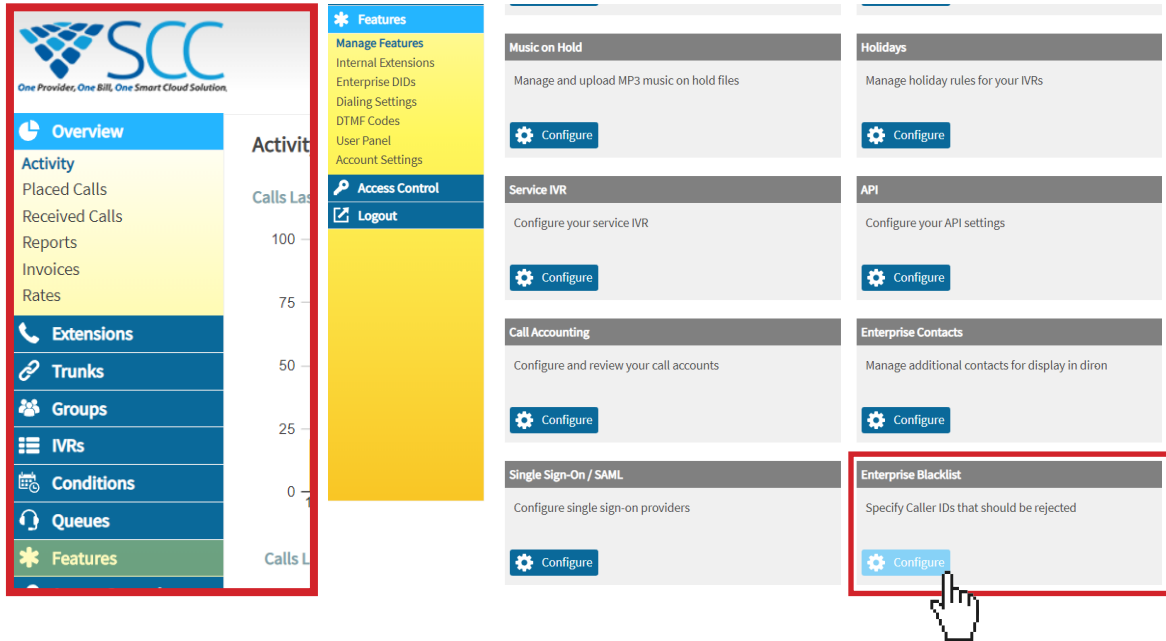 SCC
One Provider, One Bill, One Smart Cloud Solution.
Overview
Activity
Placed Calls
Received Calls
Reports
Invoices
Rates
Extensions
Trunks
Groups
IVRs
Conditions
Queues
Features
Activit
Calls Las
100
75
50
25
0
Calls L
Features
Manage Features
Internal Extensions
Enterprise DIDs
Dialing Settings
DTMF Codes
User Panel
Account Settings
Access Control
Logout
Music on Hold
Manage and upload MP3 music on hold files
Configure
Holidays
Manage holiday rules for your IVRs
Configure
Service IVR
Configure your service IVR
Configure
API
Configure your API settings
Configure
Call Accounting
Configure and review your call accounts
Configure
Enterprise Contacts
Manage additional contacts for display in diron
Configure
Single Sign-On / SAML
Configure single sign-on providers
Configure
Enterprise Blacklist
Specify Caller IDs that should be rejected
Configure